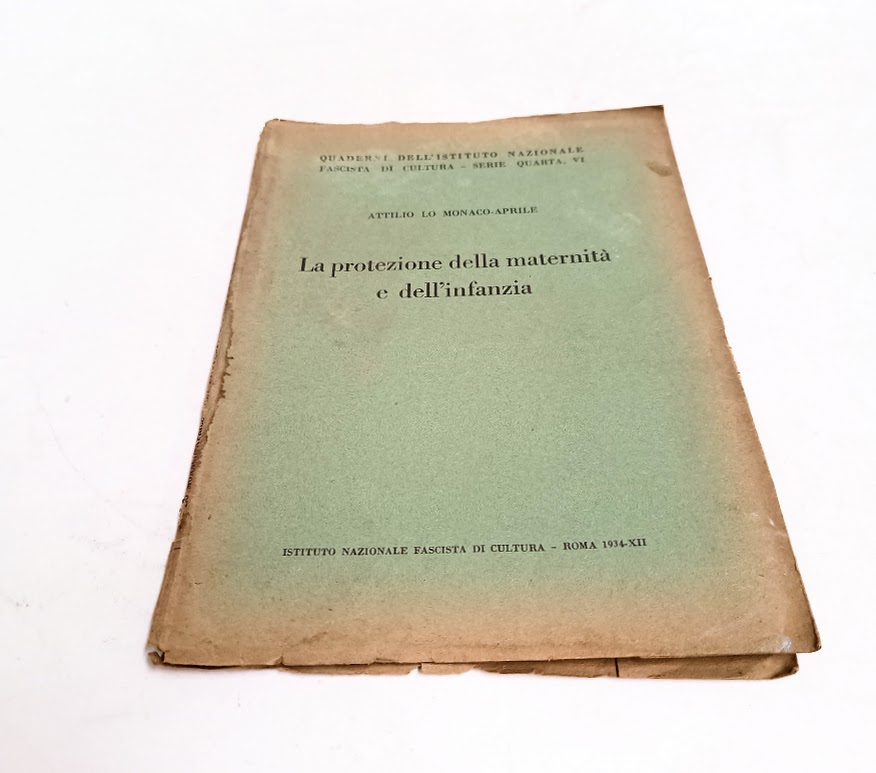 QUADERNI DELL'ISTITUTO NAZIONALE
FASCISTA DI CULTURA - SERIE QUARTA, VI
ATTILIO LO MONACO-APRILE
La protezione della maternità
e dell'infanzia
ISTITUTO NAZIONALE FASCISTA DI CULTURA - ROMA 1934-XII